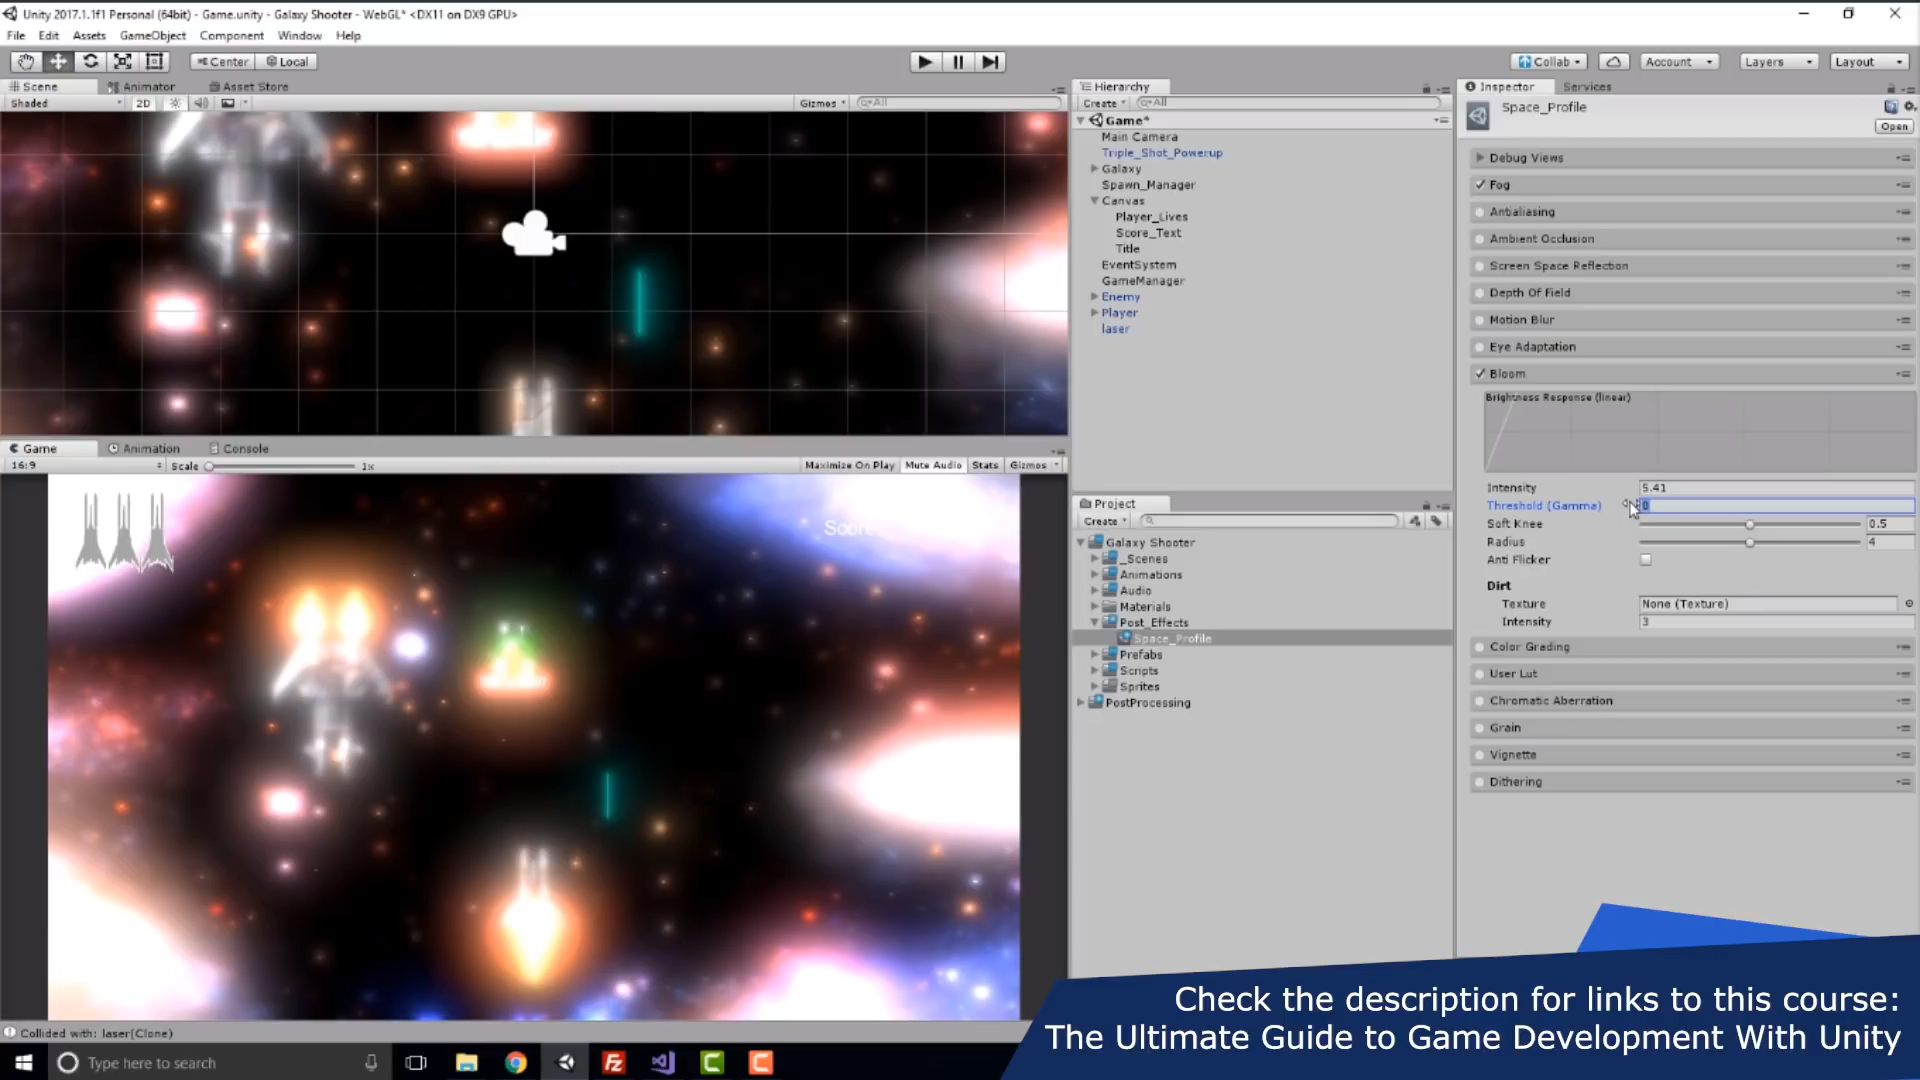 Unity 2017.1.1f1 Personal (64bit) - Game.unity - Galaxy Shooter - WebGL* <DX11 on DX9 GPU>
File Edit Assets GameObject Component Window Help
Center Local
Collab Account Layers Layout
Scene Animator Asset Store
Shaded 2D Gizmos All
Hierarchy
Create All
Game*
Main Camera
Triple_Shot_Powerup
Galaxy
Spawn_Manager
Canvas
Player_Lives
Score_Text
Title
EventSystem
GameManager
Enemy
Player
laser
Inspector Services
Space_Profile
Open
Debug Views
Fog
Antialiasing
Ambient Occlusion
Screen Space Reflection
Depth Of Field
Motion Blur
Eye Adaptation
Bloom
Brightness Response (linear)
Intensity 5.41
Threshold (Gamma) 0
Soft Knee 0.5
Radius 4
Anti Flicker
Dirt
Texture None (Texture)
Intensity 3
Color Grading
User Lut
Chromatic Aberration
Grain
Vignette
Dithering
Game Animation Console
16:9 Scale 1x Maximize On Play Mute Audio Stats Gizmos
Score
Project
Create
Galaxy Shooter
_Scenes
Animations
Audio
Materials
Post_Effects
Space_Profile
Prefabs
Scripts
Sprites
PostProcessing
Collided with: laser(Clone)
Type here to search
Check the description for links to this course:
The Ultimate Guide to Game Development With Unity